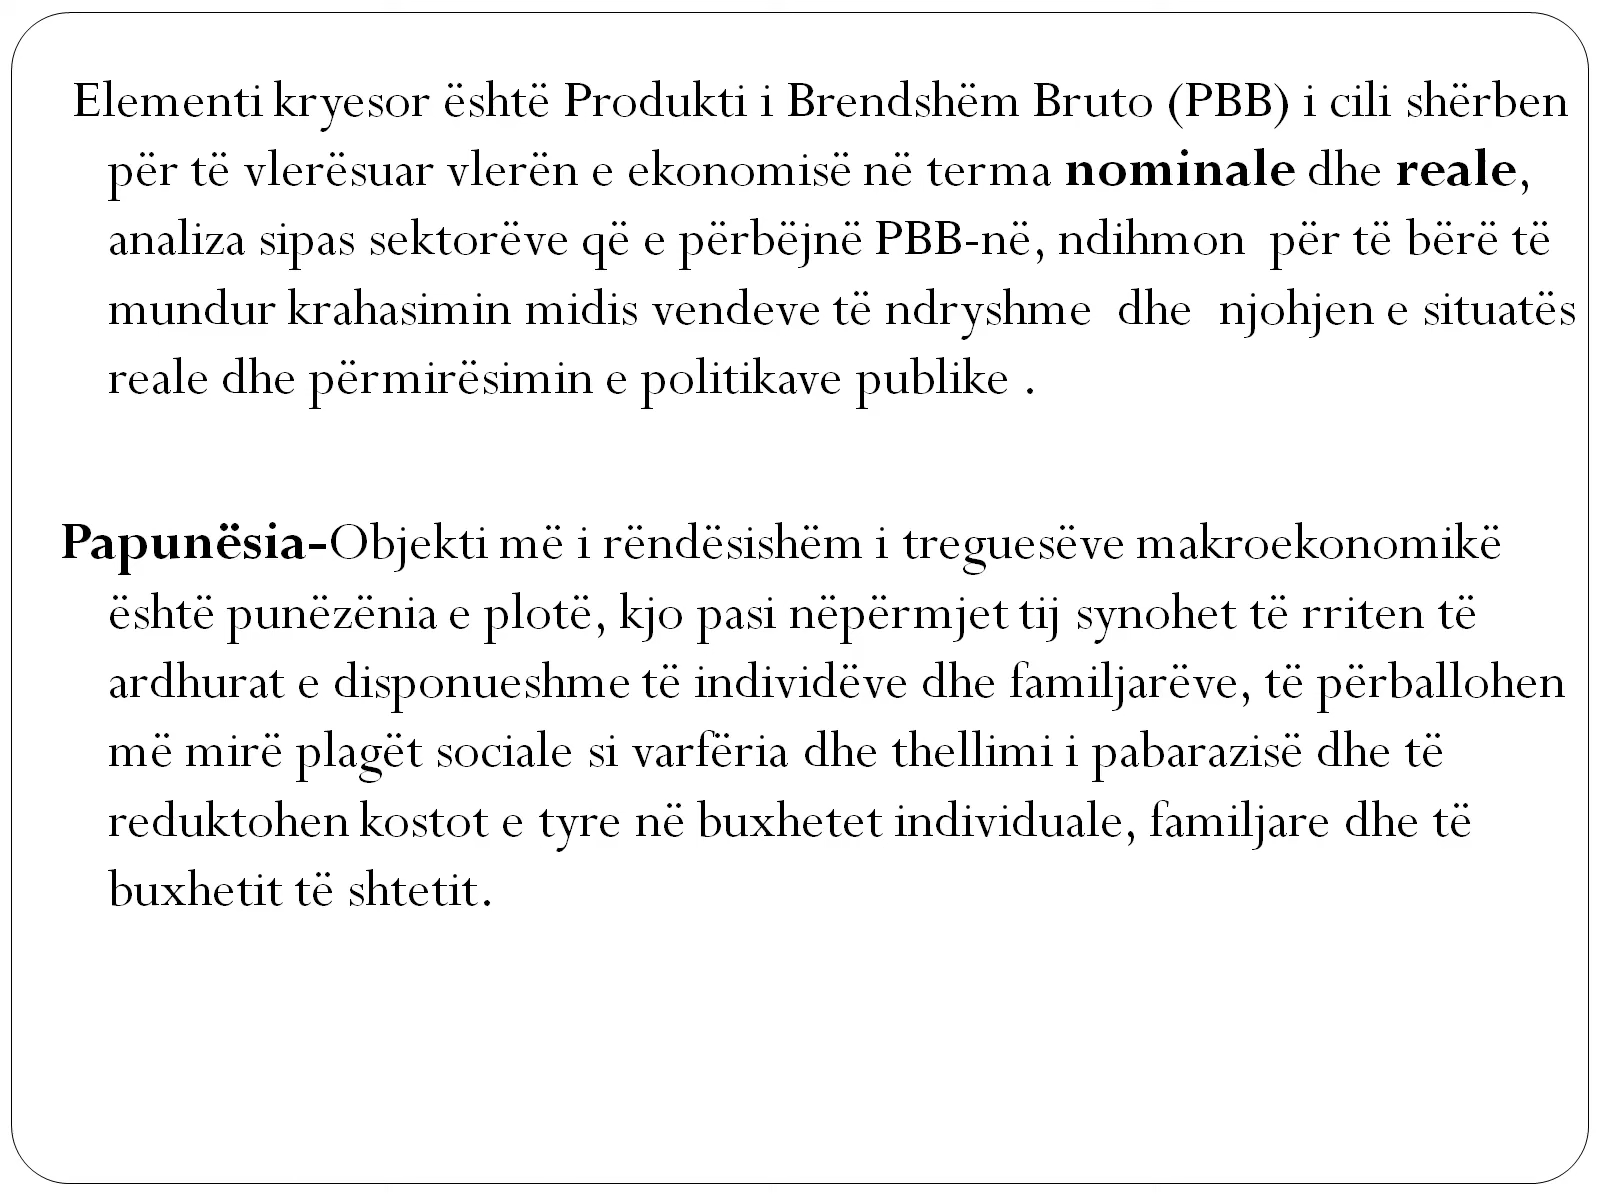 Elementi kryesor është Produkti i Brendshëm Bruto (PBB) i cili shërben
për të vlerësuar vlerën e ekonomisë në terma nominale dhe reale,
analiza sipas sektorëve që e përbëjnë PBB-në, ndihmon për të bërë të
mundur krahasimin midis vendeve të ndryshme dhe njohjen e situatës
reale dhe përmirësimin e politikave publike .
Papunësia-Objekti më i rëndësishëm i treguesëve makroekonomikë
është punëzënia e plotë, kjo pasi nëpërmjet tij synohet të rriten të
ardhurat e disponueshme të individëve dhe familjarëve, të përballohen
më mirë plagët sociale si varfëria dhe thellimi i pabarazisë dhe të
reduktohen kostot e tyre në buxhetet individuale, familjare dhe të
buxhetit të shtetit.